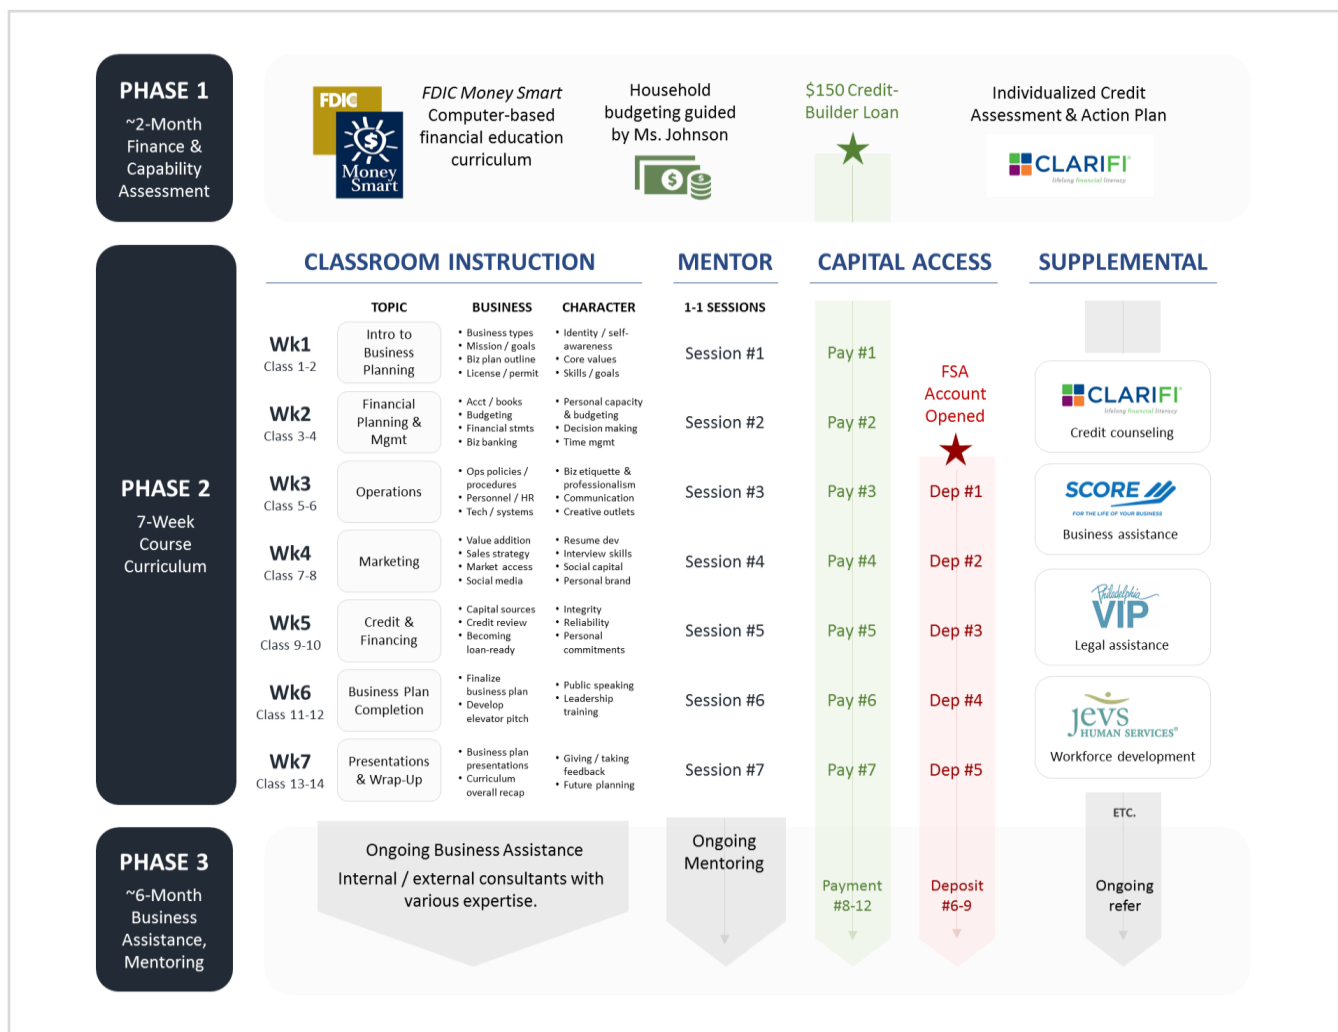 PHASE 1
~2-Month
Finance &
Capability
Assessment
FDIC
Money
Smart
FDIC Money Smart
Computer-based
financial education
curriculum
Household
budgeting guided
by Ms. Johnson
$150 Credit-
Builder Loan
Individualized Credit
Assessment & Action Plan
CLARIFI
lifelong financial literacy
PHASE 2
7-Week
Course
Curriculum
CLASSROOM INSTRUCTION
MENTOR
CAPITAL ACCESS
SUPPLEMENTAL
TOPIC
BUSINESS
CHARACTER
1-1 SESSIONS
Wk1
Class 1-2
Intro to
Business
Planning
• Business types
• Mission / goals
• Biz plan outline
• License / permit
• Identity / self-
awareness
• Core values
• Skills / goals
Session #1
Pay #1
Wk2
Class 3-4
Financial
Planning &
Mgmt
• Acct / books
• Budgeting
• Financial stmts
• Biz banking
• Personal capacity
& budgeting
• Decision making
• Time mgmt
Session #2
Pay #2
FSA
Account
Opened
Wk3
Class 5-6
Operations
• Ops policies /
procedures
• Personnel / HR
• Tech / systems
• Biz etiquette &
professionalism
• Communication
• Creative outlets
Session #3
Pay #3
Dep #1
Wk4
Class 7-8
Marketing
• Value addition
• Sales strategy
• Market access
• Social media
• Resume dev
• Interview skills
• Social capital
• Personal brand
Session #4
Pay #4
Dep #2
Wk5
Class 9-10
Credit &
Financing
• Capital sources
• Credit review
• Becoming
loan-ready
• Integrity
• Reliability
• Personal
commitments
Session #5
Pay #5
Dep #3
Wk6
Class 11-12
Business Plan
Completion
• Finalize
business plan
• Develop
elevator pitch
• Public speaking
• Leadership
training
Session #6
Pay #6
Dep #4
Wk7
Class 13-14
Presentations
& Wrap-Up
• Business plan
presentations
• Curriculum
overall recap
• Giving / taking
feedback
• Future planning
Session #7
Pay #7
Dep #5
CLARIFI
lifelong financial literacy
Credit counseling
SCORE
FOR THE LIFE OF YOUR BUSINESS
Business assistance
Philadelphia
VIP
Legal assistance
jevs
HUMAN SERVICES®
Workforce development
ETC.
PHASE 3
~6-Month
Business
Assistance,
Mentoring
Ongoing Business Assistance
Internal / external consultants with
various expertise.
Ongoing
Mentoring
Payment
#8-12
Deposit
#6-9
Ongoing
refer